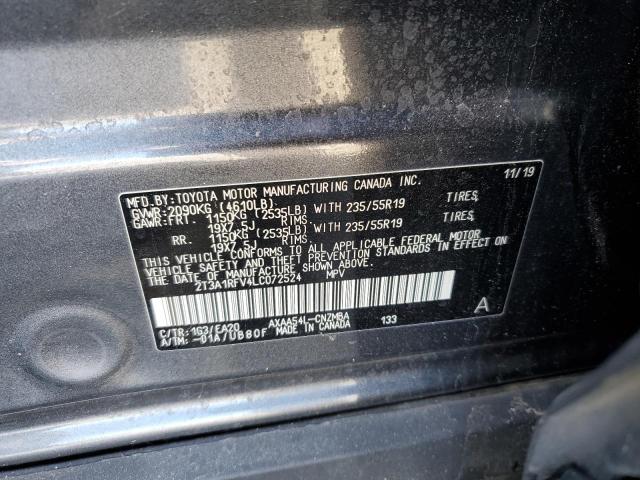 MFD.BY:TOYOTA MOTOR MANUFACTURING CANADA INC. 11/19
GVWR:2090KG (4610LB)
GAWR:FRT. 1150KG (2535LB) WITH 235/55R19 TIRES,
19X7.5J RIMS,
RR. 1150KG (2535LB) WITH 235/55R19 TIRES,
19X7.5J RIMS,
THIS VEHICLE CONFORMS TO ALL APPLICABLE FEDERAL MOTOR
VEHICLE SAFETY AND THEFT PREVENTION STANDARDS IN EFFECT
ON THE DATE OF MANUFACTURE SHOWN ABOVE.
2T3A1RFV4LC072524 MPV
A
C/TR:1G3/EA20 AXAA54L-CNZMBA 133
A/TM:-01A/UB80F MADE IN CANADA